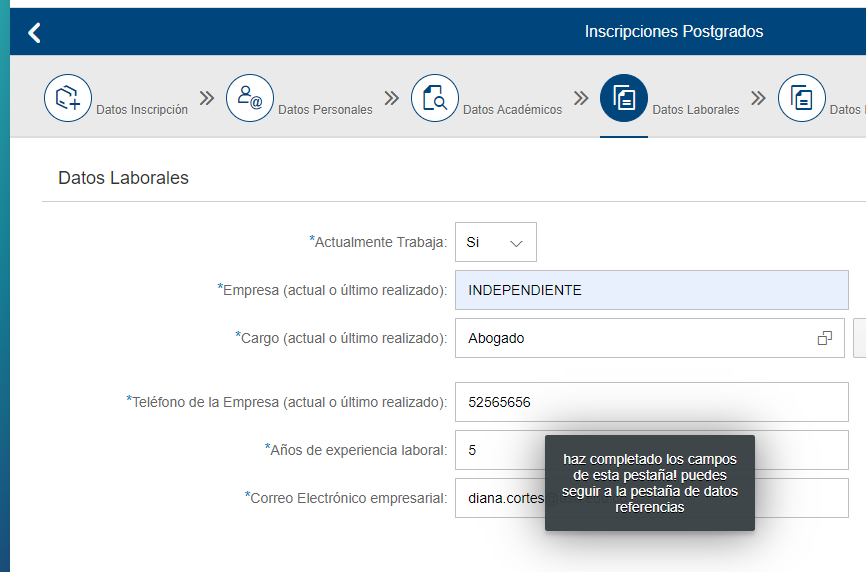 Inscripciones Postgrados
Datos Inscripción
Datos Personales
Datos Académicos
Datos Laborales
Datos
Datos Laborales
*Actualmente Trabaja: Si
*Empresa (actual o último realizado): INDEPENDIENTE
*Cargo (actual o último realizado): Abogado
*Teléfono de la Empresa (actual o último realizado): 52565656
*Años de experiencia laboral: 5
*Correo Electrónico empresarial: diana.cortes
haz completado los campos
de esta pestaña! puedes
seguir a la pestaña de datos
referencias